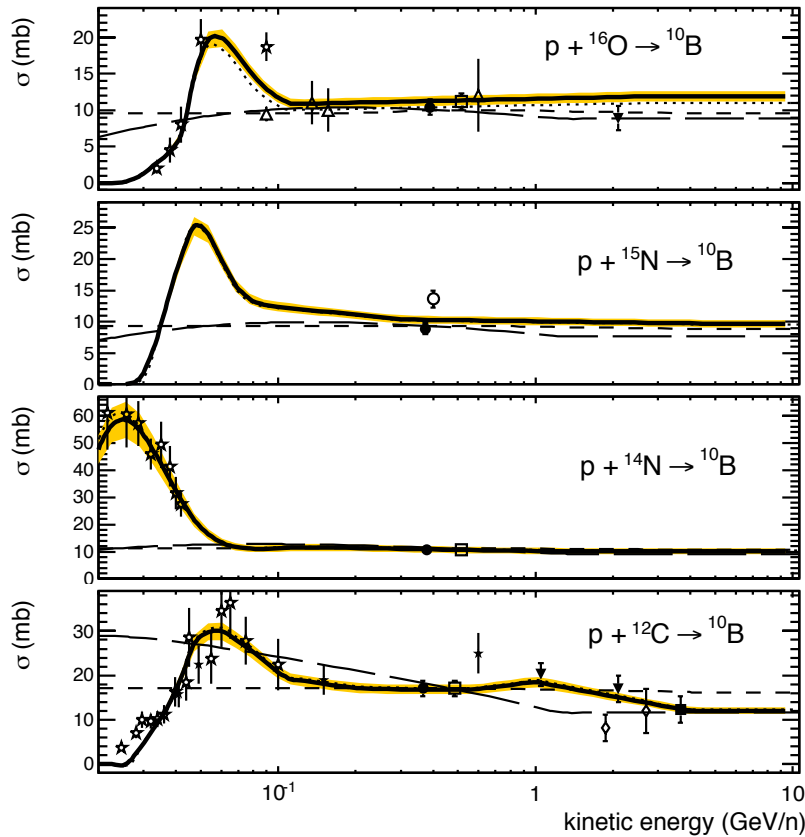 σ (mb)
20
15
10
5
0
p + ¹⁶O → ¹⁰B
σ (mb)
25
20
15
10
5
0
p + ¹⁵N → ¹⁰B
σ (mb)
60
50
40
30
20
10
0
p + ¹⁴N → ¹⁰B
σ (mb)
30
20
10
0
p + ¹²C → ¹⁰B
10⁻¹ 1 10
kinetic energy (GeV/n)